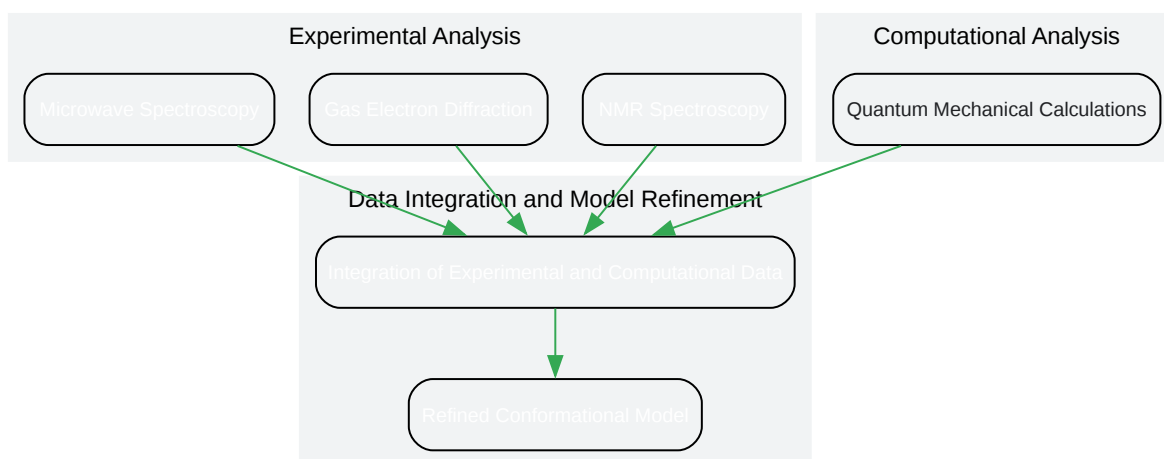 Experimental Analysis
Computational Analysis
Microwave Spectroscopy
Gas Electron Diffraction
NMR Spectroscopy
Quantum Mechanical Calculations
Data Integration and Model Refinement
Integration of Experimental and Computational Data
Refined Conformational Model